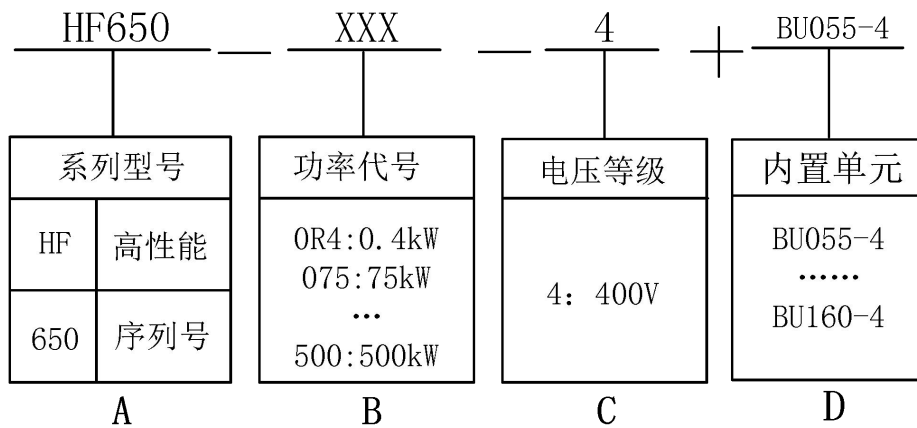 HF650 — XXX — 4 + BU055-4
系列型号
HF 高性能
650 序列号
A
功率代号
0R4:0.4kW
075:75kW
...
500:500kW
B
电压等级
4: 400V
C
内置单元
BU055-4
......
BU160-4
D